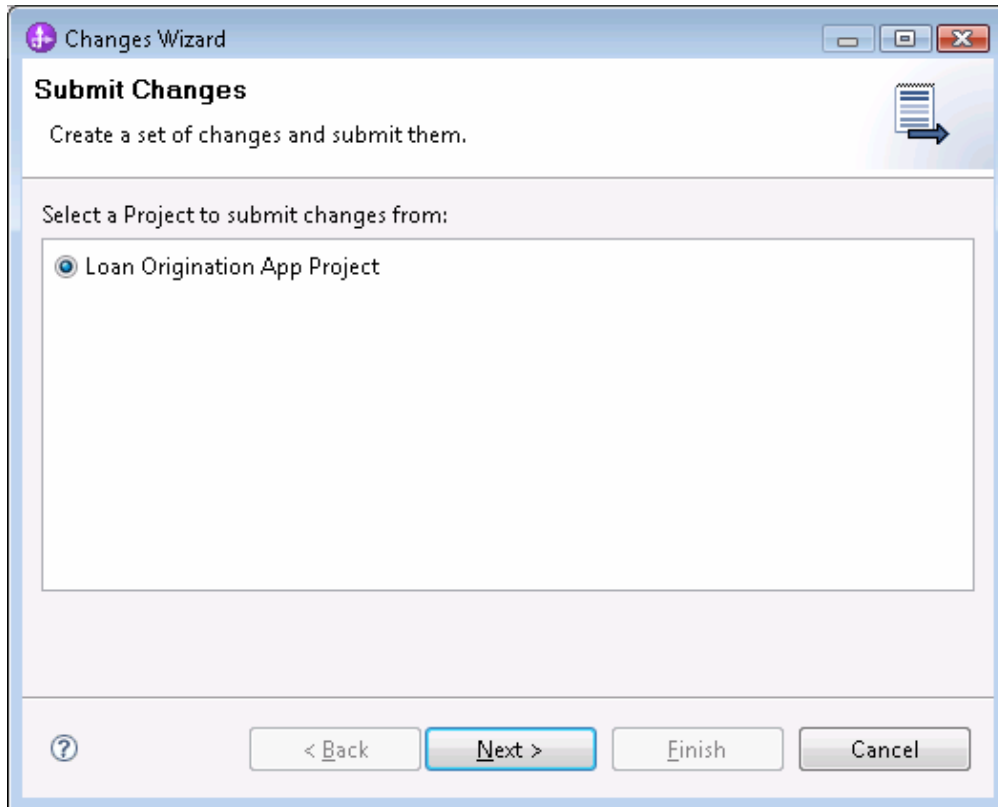 Changes Wizard
Submit Changes
Create a set of changes and submit them.
Select a Project to submit changes from:
Loan Origination App Project
?
< Back
Next >
Finish
Cancel